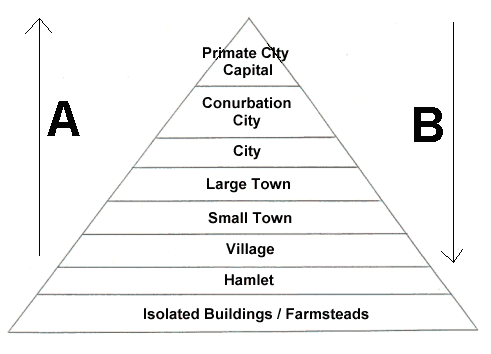 Primate City
Capital
A
Conurbation
City
B
City
Large Town
Small Town
Village
Hamlet
Isolated Buildings / Farmsteads